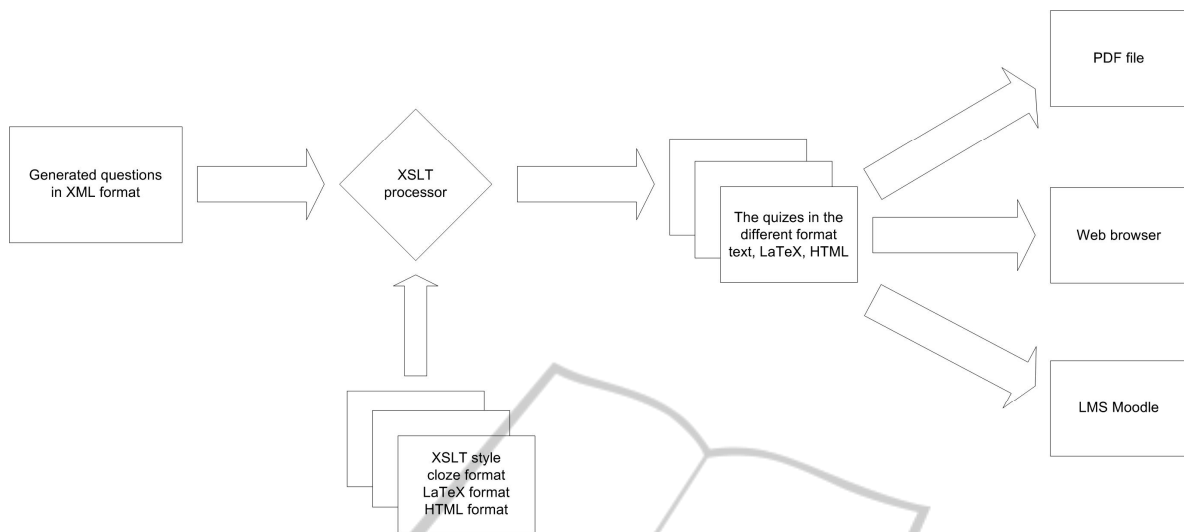 Generated questions
in XML format
XSLT
processor
XSLT style
cloze format
LaTeX format
HTML format
The quizes in the
different format
text, LaTeX, HTML
PDF file
Web browser
LMS Moodle